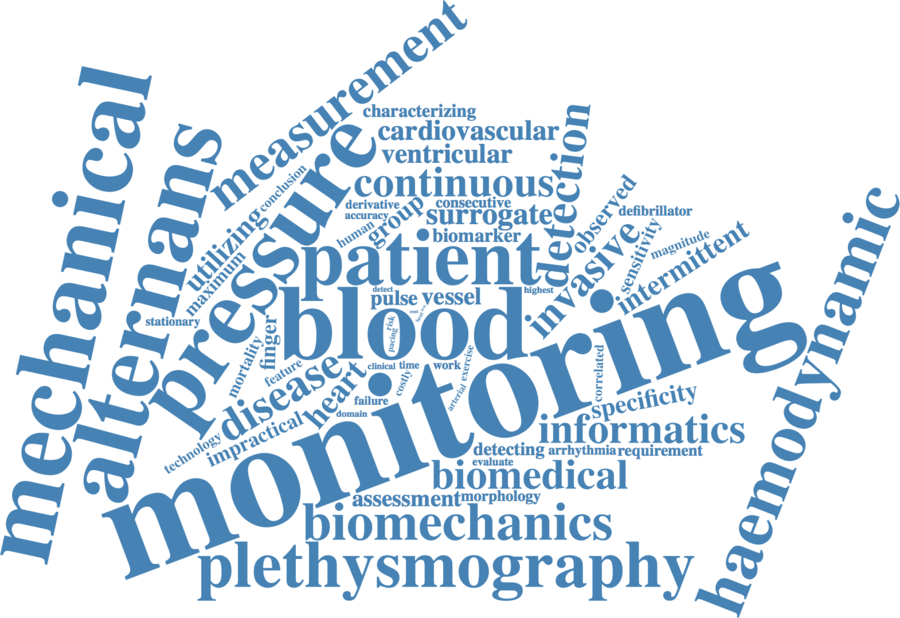 measurement
mechanical
alternans
pressure
characterizing
cardiovascular
ventricular
continuous
detection
conclusion
derivative
accuracy
consecutive
surrogate
group
human
biomarker
observed
defibrillator
utilizing
maximum
patient
invasive
sensitivity
magnitude
intermittent
haemodynamic
stationary
detect
pulse
vessel
highest
blood
risk
pacing
finger
mortality
feature
disease
heart
clinical
time
work
costly
failure
domain
arterial
exercise
correlated
monitoring
technology
impractical
specificity
informatics
detecting
arrhythmia
requirement
evaluate
biomedical
assessment
morphology
biomechanics
plethysmography